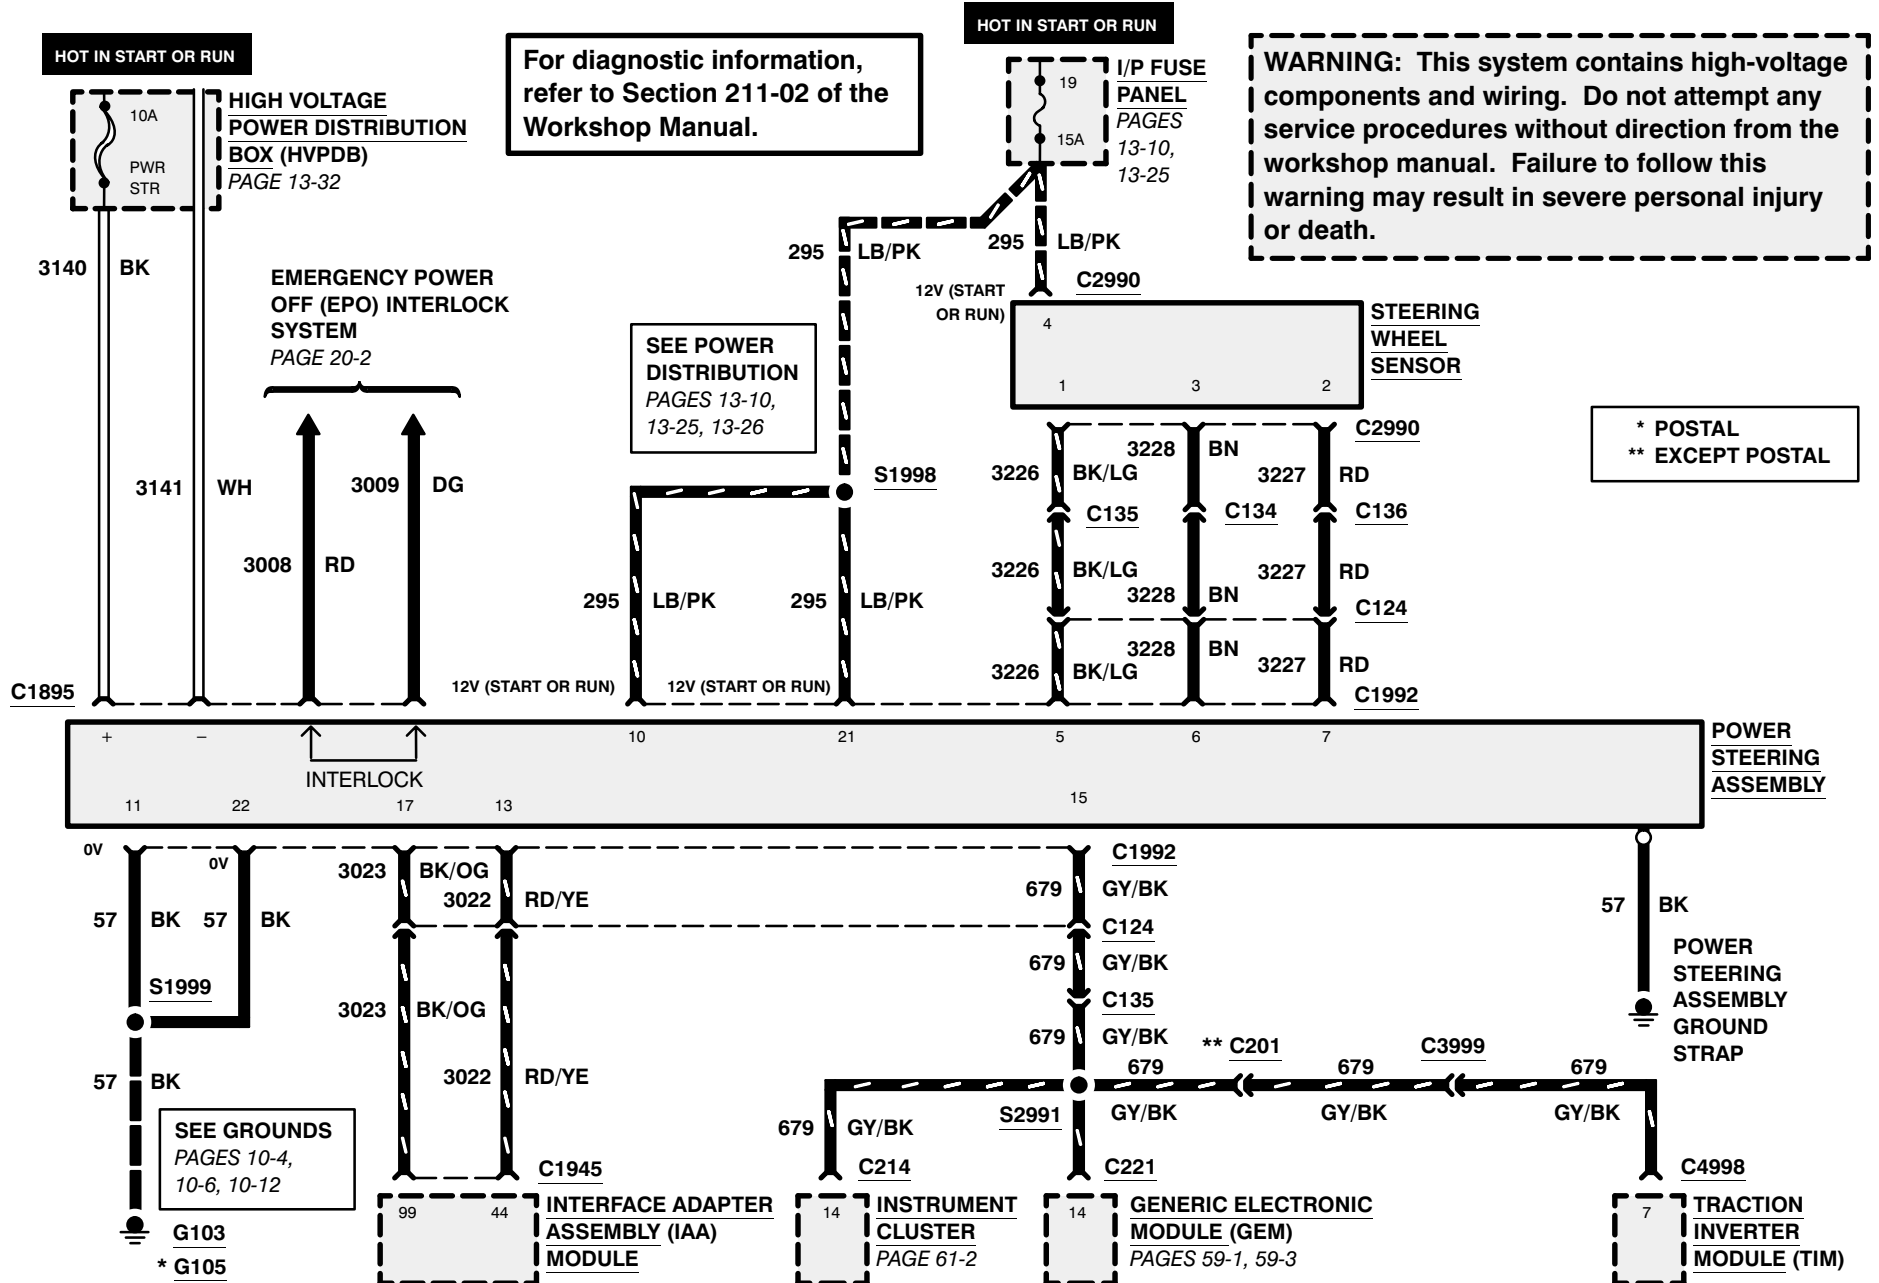 HOT IN START OR RUN
10A
PWR
STR
HIGH VOLTAGE
POWER DISTRIBUTION
BOX (HVPDB)
PAGE 13-32
For diagnostic information,
refer to Section 211-02 of the
Workshop Manual.
HOT IN START OR RUN
19
15A
I/P FUSE
PANEL
PAGES
13-10,
13-25
WARNING: This system contains high-voltage
components and wiring. Do not attempt any
service procedures without direction from the
workshop manual. Failure to follow this
warning may result in severe personal injury
or death.
3140 BK
EMERGENCY POWER
OFF (EPO) INTERLOCK
SYSTEM
PAGE 20-2
295 LB/PK
295 LB/PK
12V (START
OR RUN)
C2990
4
1 3 2
STEERING
WHEEL
SENSOR
SEE POWER
DISTRIBUTION
PAGES 13-10,
13-25, 13-26
* POSTAL
** EXCEPT POSTAL
3141 WH
3009 DG
3008 RD
S1998
C2990
3226 BK/LG
3228 BN
3227 RD
C135
C134
C136
3226 BK/LG
3228 BN
3227 RD
C124
295 LB/PK
295 LB/PK
3226 BK/LG
3228 BN
3227 RD
C1895
12V (START OR RUN)
12V (START OR RUN)
C1992
+ – 10 21 5 6 7
INTERLOCK
11 22 17 13 15
POWER
STEERING
ASSEMBLY
0V
0V
3023 BK/OG
3022 RD/YE
C1992
679 GY/BK
57 BK
57 BK
57 BK
C124
679 GY/BK
POWER
STEERING
ASSEMBLY
GROUND
STRAP
S1999
3023 BK/OG
C135
679 GY/BK
** C201
C3999
57 BK
3022 RD/YE
679
679
679
GY/BK
GY/BK
GY/BK
S2991
679 GY/BK
SEE GROUNDS
PAGES 10-4,
10-6, 10-12
C1945
C214
C221
C4998
G103
* G105
99 44
INTERFACE ADAPTER
ASSEMBLY (IAA)
MODULE
14
INSTRUMENT
CLUSTER
PAGE 61-2
14
GENERIC ELECTRONIC
MODULE (GEM)
PAGES 59-1, 59-3
7
TRACTION
INVERTER
MODULE (TIM)